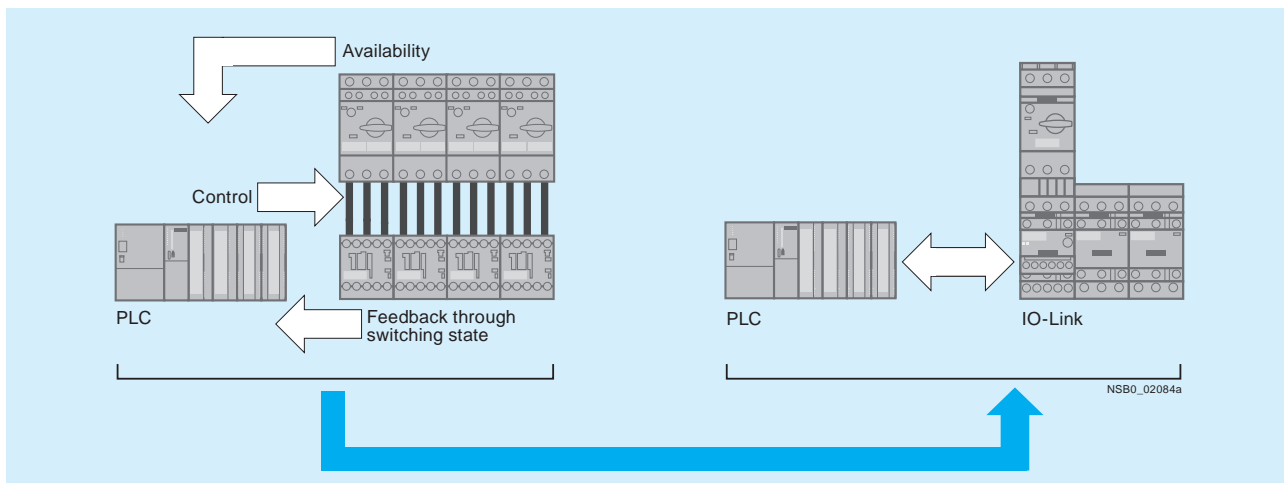 Availability
Control
PLC
Feedback through
switching state
PLC
IO-Link
NSB0_02084a